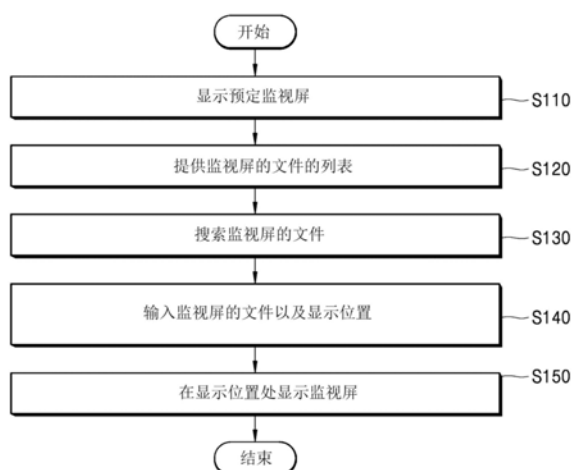 开始
显示预定监视屏
S110
提供监视屏的文件的列表
S120
搜索监视屏的文件
S130
输入监视屏的文件以及显示位置
S140
在显示位置处显示监视屏
S150
结束